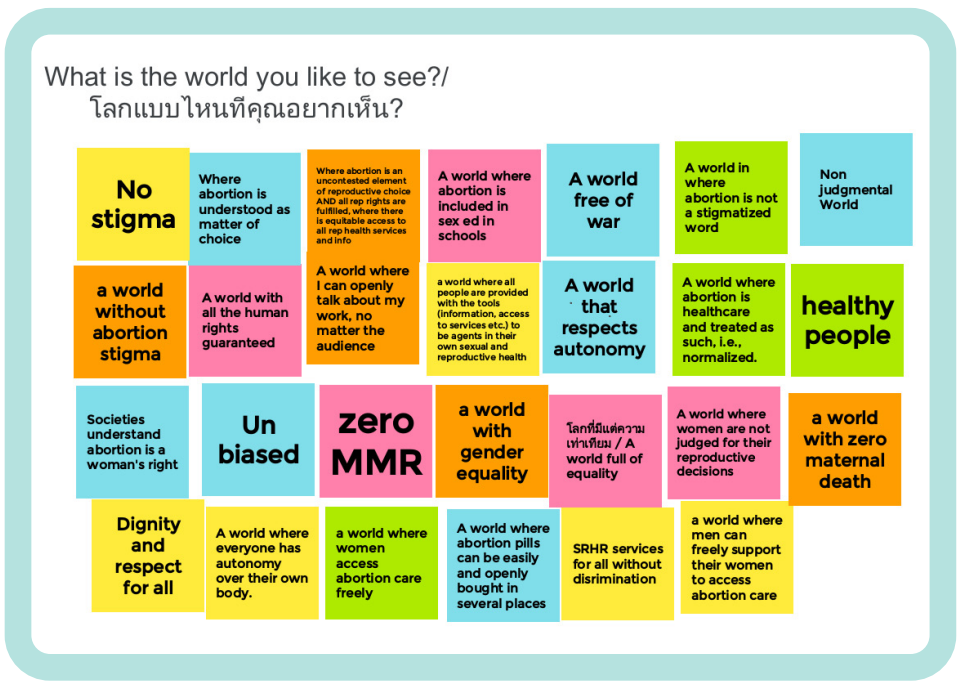 What is the world you like to see?/
โลกแบบไหนที่คุณอยากเห็น?
No
stigma
Where
abortion is
understood as
matter of
choice
Where abortion is an
uncontested element
of reproductive choice
AND all rep rights are
fulfilled, where there
is equitable access to
all rep health services
and info
A world where
abortion is
included in
sex ed in
schools
A world
free of
war
A world in
where
abortion is not
a stigmatized
word
Non
judgmental
World
a world
without
abortion
stigma
A world with
all the human
rights
guaranteed
A world where
I can openly
talk about my
work, no
matter the
audience
a world where all
people are provided
with the tools
(information, access
to services etc.) to
be agents in their
own sexual and
reproductive health
A world
that
respects
autonomy
A world where
abortion is
healthcare
and treated as
such, i.e.,
normalized.
healthy
people
Societies
understand
abortion is a
woman's right
Un
biased
zero
MMR
a world
with
gender
equality
โลกที่มีแต่ความ
เท่าเทียม / A
world full of
equality
A world where
women are not
judged for their
reproductive
decisions
a world
with zero
maternal
death
Dignity
and
respect
for all
A world where
everyone has
autonomy
over their own
body.
a world where
women
access
abortion care
freely
A world where
abortion pills
can be easily
and openly
bought in
several places
SRHR services
for all without
disrimination
a world where
men can
freely support
their women
to access
abortion care